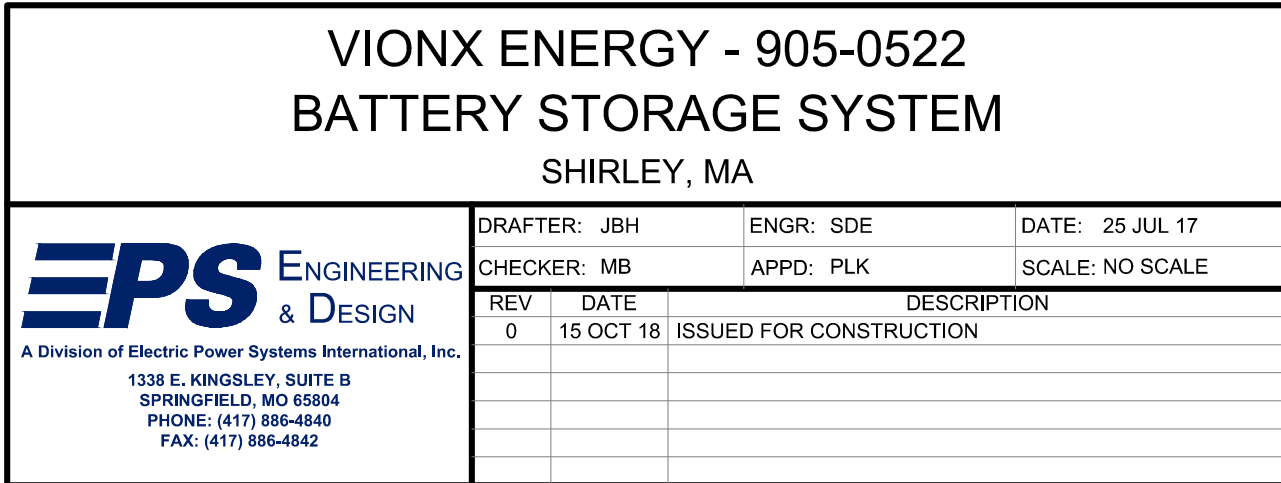 VIONX ENERGY - 905-0522
BATTERY STORAGE SYSTEM
SHIRLEY, MA
EPS ENGINEERING
& DESIGN
A Division of Electric Power Systems International, Inc.
1338 E. KINGSLEY, SUITE B
SPRINGFIELD, MO 65804
PHONE: (417) 886-4840
FAX: (417) 886-4842
DRAFTER: JBH ENGR: SDE DATE: 25 JUL 17
CHECKER: MB APPD: PLK SCALE: NO SCALE
REV DATE DESCRIPTION
0 15 OCT 18 ISSUED FOR CONSTRUCTION